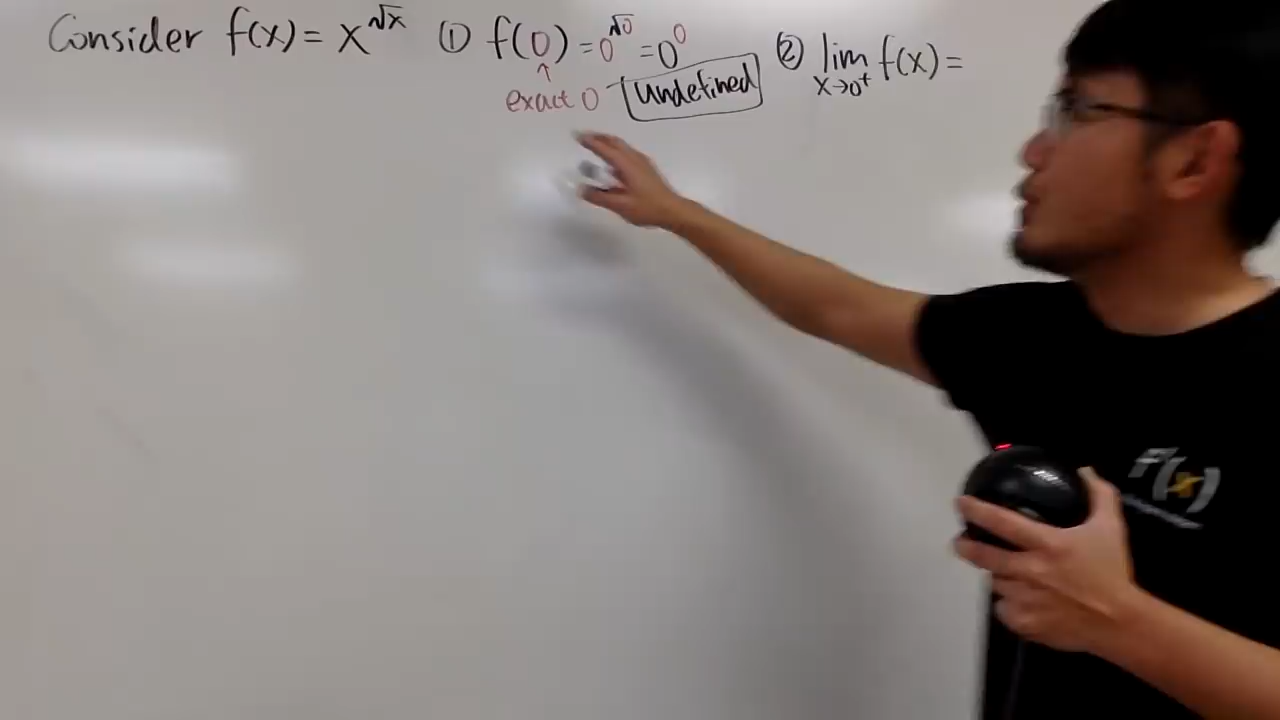 Consider f(x) = x^√x ① f(0) = 0^√0 = 0^0 ② lim f(x) =
↑ x→0⁺
exact 0 undefined
F(x)